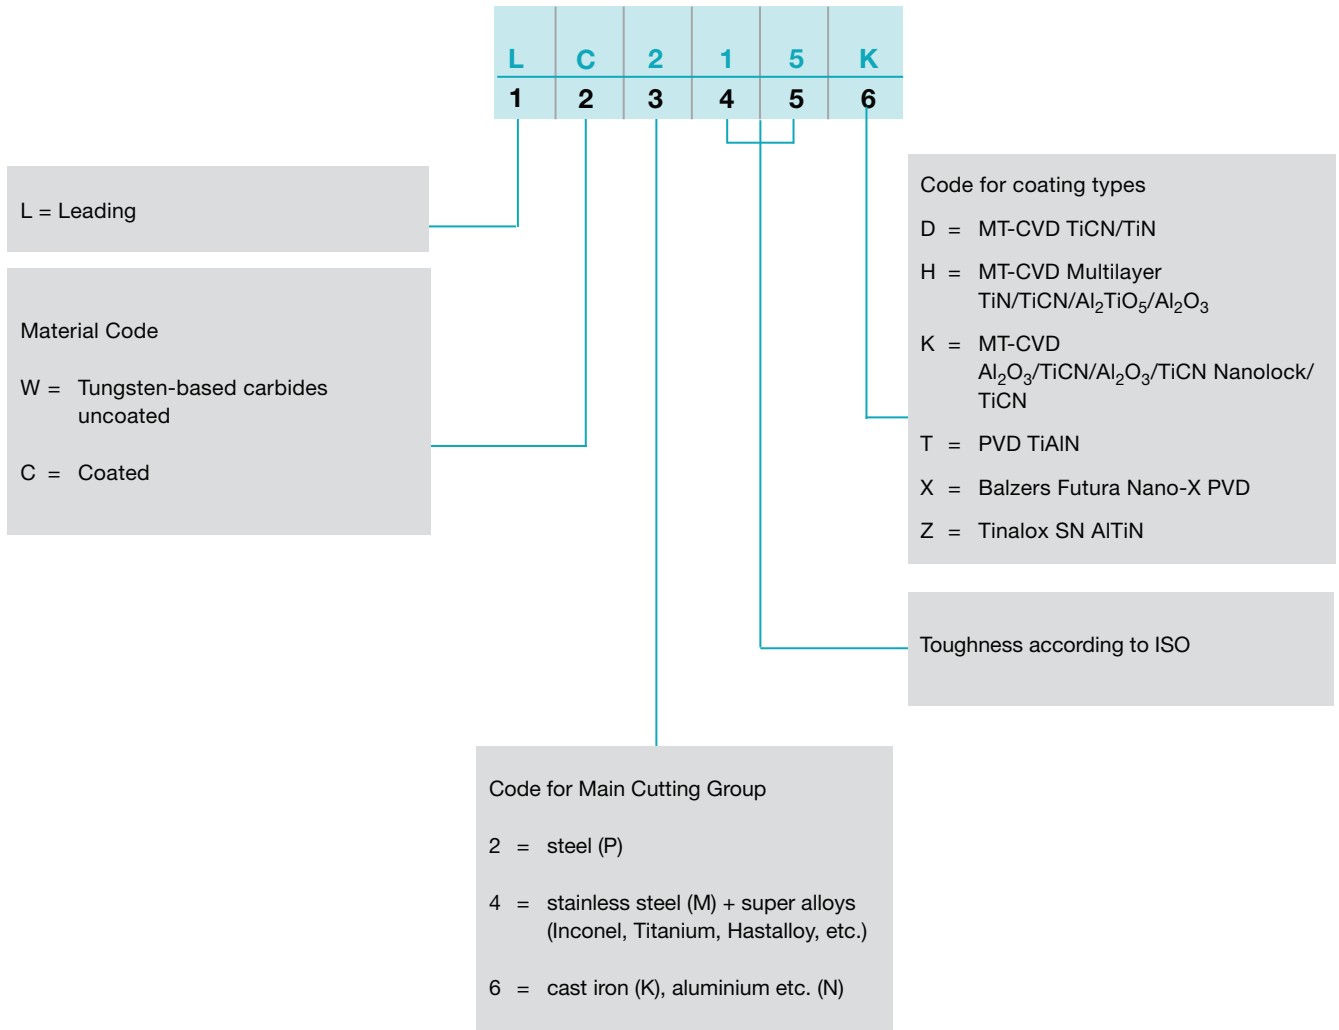 L C 2 1 5 K
1 2 3 4 5 6
L = Leading
Material Code
W = Tungsten-based carbides
uncoated
C = Coated
Code for coating types
D = MT-CVD TiCN/TiN
H = MT-CVD Multilayer
TiN/TiCN/Al₂TiO₅/Al₂O₃
K = MT-CVD
Al₂O₃/TiCN/Al₂O₃/TiCN Nanolock/
TiCN
T = PVD TiAlN
X = Balzers Futura Nano-X PVD
Z = Tinalox SN AlTiN
Toughness according to ISO
Code for Main Cutting Group
2 = steel (P)
4 = stainless steel (M) + super alloys
(Inconel, Titanium, Hastalloy, etc.)
6 = cast iron (K), aluminium etc. (N)